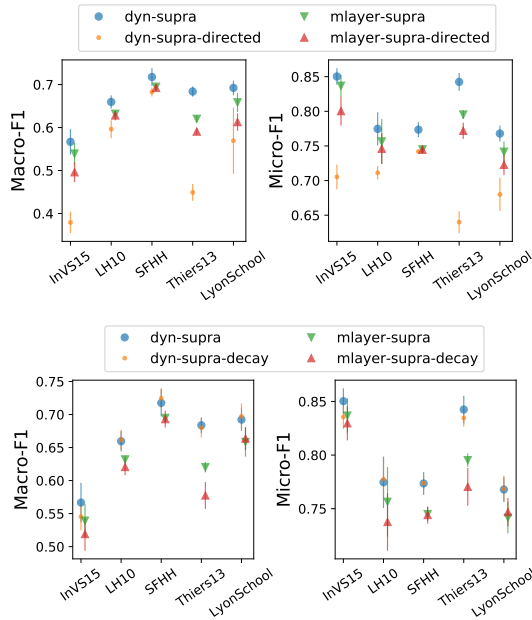 dyn-supra
mlayer-supra
dyn-supra-directed
mlayer-supra-directed
Macro-F1
0.7
0.6
0.5
0.4
InVS15
LH10
SFHH
Thiers13
LyonSchool
Micro-F1
0.85
0.80
0.75
0.70
0.65
InVS15
LH10
SFHH
Thiers13
LyonSchool
dyn-supra
mlayer-supra
dyn-supra-decay
mlayer-supra-decay
Macro-F1
0.75
0.70
0.65
0.60
0.55
0.50
InVS15
LH10
SFHH
Thiers13
LyonSchool
Micro-F1
0.85
0.80
0.75
InVS15
LH10
SFHH
Thiers13
LyonSchool